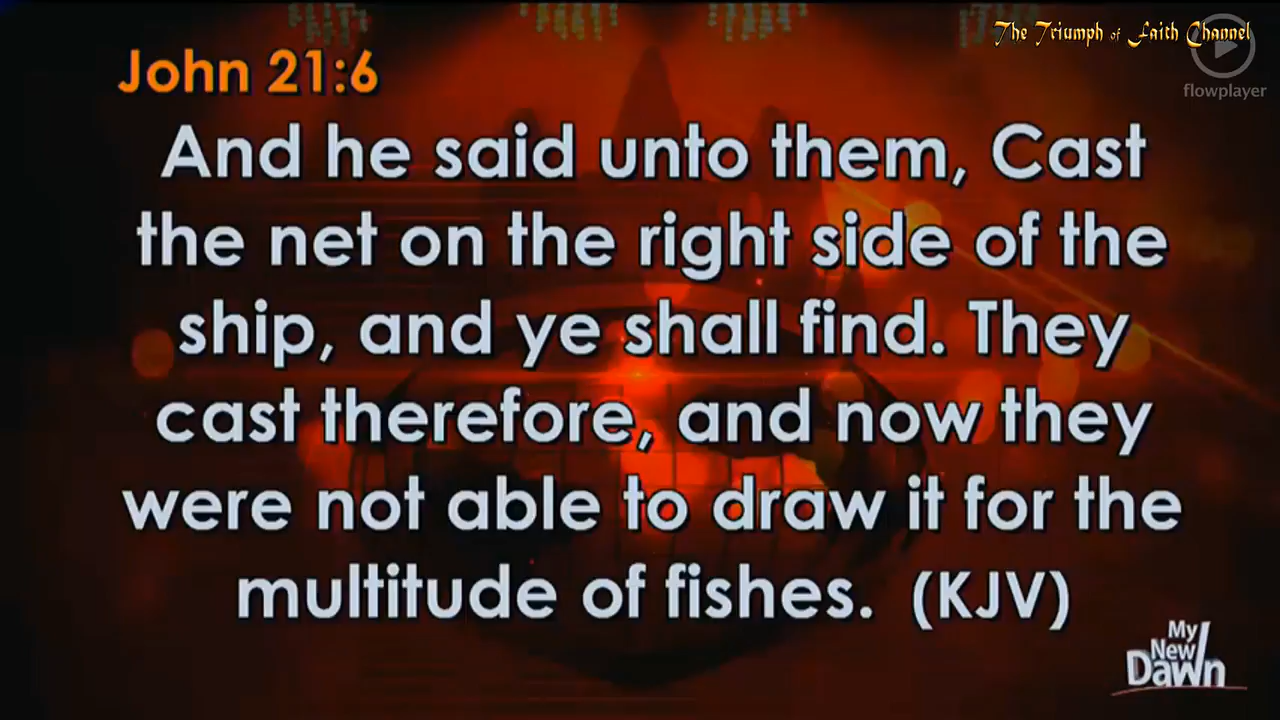 The Triumph of Faith Channel
flowplayer
John 21:6
And he said unto them, Cast
the net on the right side of the
ship, and ye shall find. They
cast therefore, and now they
were not able to draw it for the
multitude of fishes. (KJV)
My
New
Dawn